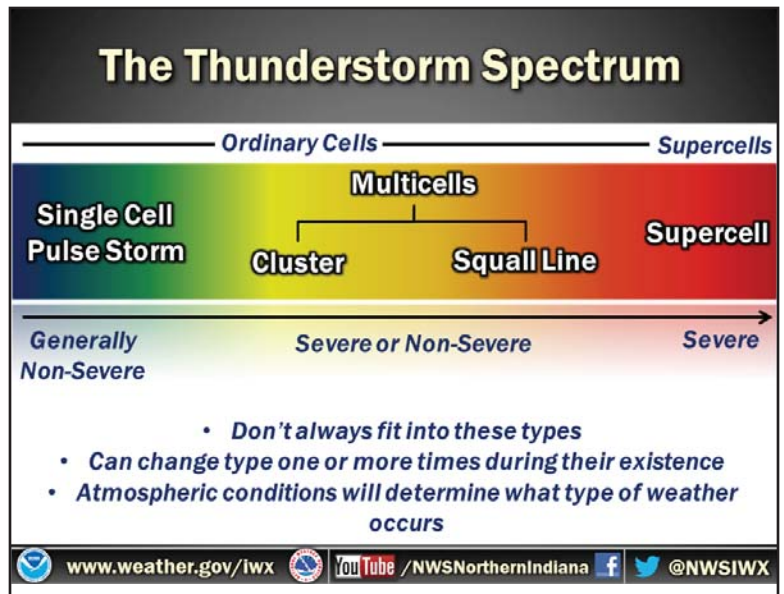 The Thunderstorm Spectrum
Ordinary Cells
Supercells
Single Cell
Pulse Storm
Multicells
Cluster
Squall Line
Supercell
Generally
Non-Severe
Severe or Non-Severe
Severe
• Don't always fit into these types
• Can change type one or more times during their existence
• Atmospheric conditions will determine what type of weather
occurs
www.weather.gov/iwx YouTube /NWSNorthernIndiana f @NWSIWX